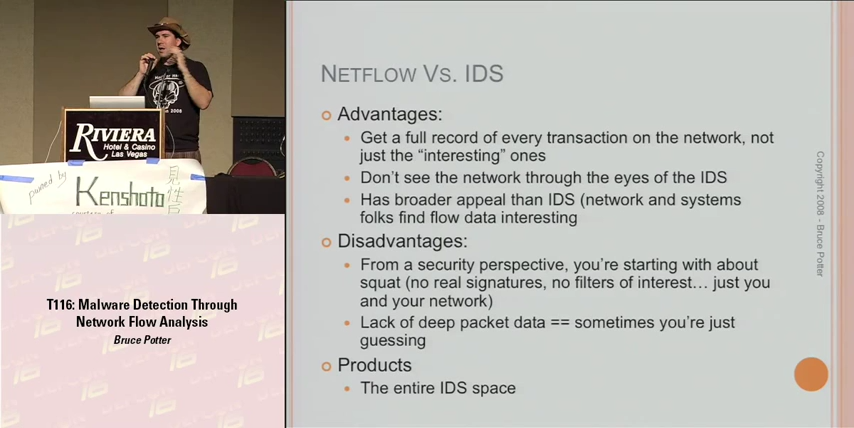 RIVIERA
Hotel & Casino
Las Vegas
pwned by
Kenshoto
見性
T116: Malware Detection Through
Network Flow Analysis
Bruce Potter
NETFLOW VS. IDS
Advantages:
Get a full record of every transaction on the network, not
just the “interesting” ones
Don’t see the network through the eyes of the IDS
Has broader appeal than IDS (network and systems
folks find flow data interesting
Disadvantages:
From a security perspective, you’re starting with about
squat (no real signatures, no filters of interest… just you
and your network)
Lack of deep packet data == sometimes you’re just
guessing
Products
The entire IDS space
Copyright 2008 - Bruce Potter